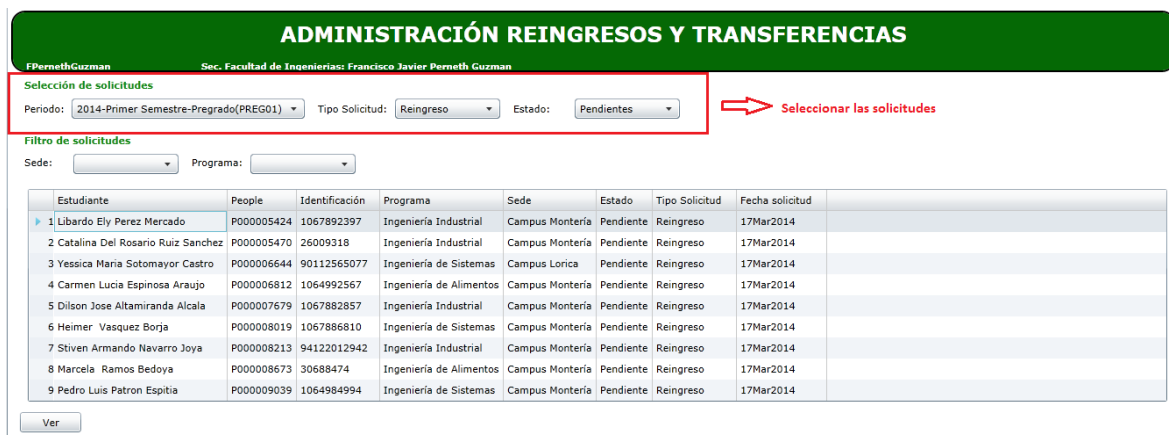 ADMINISTRACIÓN REINGRESOS Y TRANSFERENCIAS
FPernethGuzman Sec. Facultad de Ingenierias: Francisco Javier Perneth Guzman
Selección de solicitudes
Periodo: 2014-Primer Semestre-Pregrado(PREG01) Tipo Solicitud: Reingreso Estado: Pendientes Seleccionar las solicitudes
Filtro de solicitudes
Sede: Programa:
Estudiante People Identificación Programa Sede Estado Tipo Solicitud Fecha solicitud
1 Libardo Ely Perez Mercado P000005424 1067892397 Ingeniería Industrial Campus Montería Pendiente Reingreso 17Mar2014
2 Catalina Del Rosario Ruiz Sanchez P000005470 26009318 Ingeniería Industrial Campus Montería Pendiente Reingreso 17Mar2014
3 Yessica Maria Sotomayor Castro P000006644 90112565077 Ingeniería de Sistemas Campus Lorica Pendiente Reingreso 17Mar2014
4 Carmen Lucia Espinosa Araujo P000006812 1064992567 Ingeniería de Alimentos Campus Montería Pendiente Reingreso 17Mar2014
5 Dilson Jose Altamiranda Alcala P000007679 1067882857 Ingeniería Industrial Campus Montería Pendiente Reingreso 17Mar2014
6 Heimer Vasquez Borja P000008019 1067886810 Ingeniería de Sistemas Campus Montería Pendiente Reingreso 17Mar2014
7 Stiven Armando Navarro Joya P000008213 94122012942 Ingeniería Industrial Campus Montería Pendiente Reingreso 17Mar2014
8 Marcela Ramos Bedoya P000008673 30688474 Ingeniería de Alimentos Campus Montería Pendiente Reingreso 17Mar2014
9 Pedro Luis Patron Espitia P000009039 1064984994 Ingeniería de Sistemas Campus Montería Pendiente Reingreso 17Mar2014
Ver